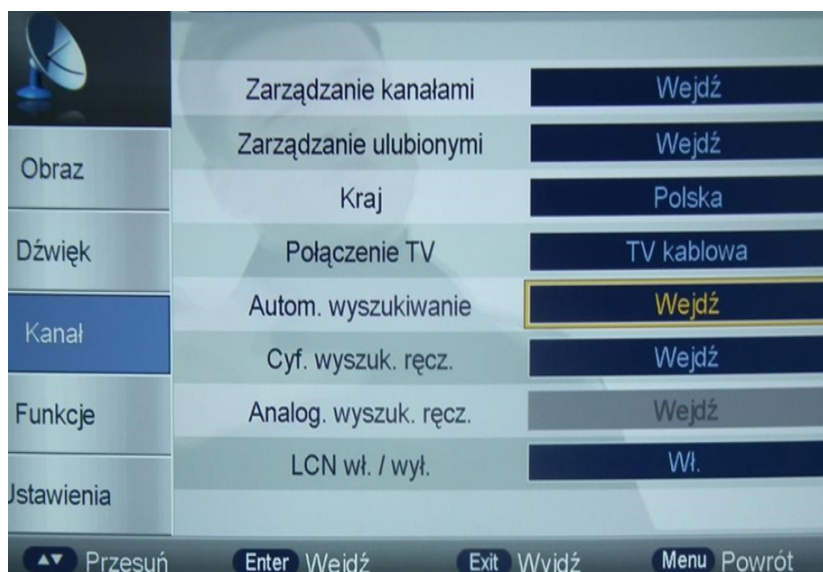 Zarządzanie kanałami Wejdź
Zarządzanie ulubionymi Wejdź
Kraj Polska
Połączenie TV TV kablowa
Autom. wyszukiwanie Wejdź
Cyf. wyszuk. ręcz. Wejdź
Analog. wyszuk. ręcz. Wejdź
LCN wł. / wył. Wł.
Obraz
Dźwięk
Kanał
Funkcje
Ustawienia
Przesuń Enter Wejdź Exit Wyjdź Menu Powrót